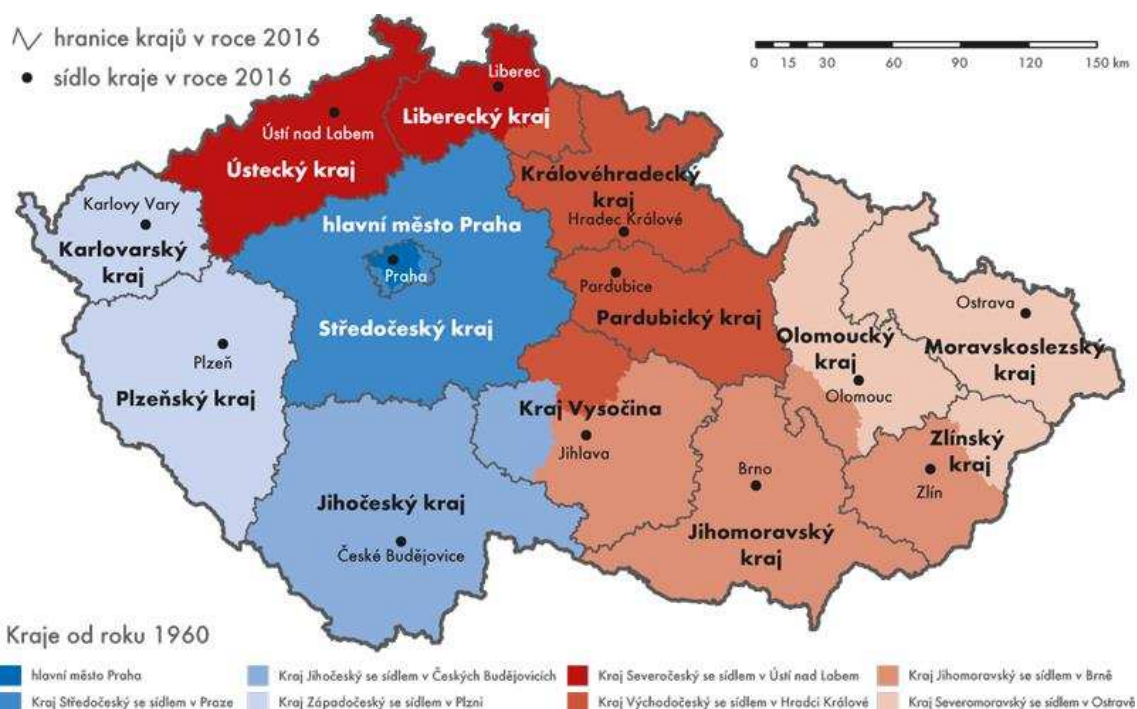 hranice krajů v roce 2016
sídlo kraje v roce 2016
0 15 30 60 90 120 150 km
Liberec
Liberecký kraj
Ústí nad Labem
Ústecký kraj
Královéhradecký
kraj
Hradec Králové
Karlovy Vary
Karlovarský
kraj
hlavní město Praha
Praha
Pardubice
Pardubický kraj
Středočeský kraj
Ostrava
Moravskoslezský
kraj
Olomoucký
kraj
Olomouc
Plzeň
Plzeňský kraj
Kraj Vysočina
Jihlava
Zlínský
kraj
Zlín
Brno
Jihomoravský
kraj
Jihočeský kraj
České Budějovice
Kraje od roku 1960
hlavní město Praha
Kraj Jihočeský se sídlem v Českých Budějovicích
Kraj Severočeský se sídlem v Ústí nad Labem
Kraj Jihomoravský se sídlem v Brně
Kraj Středočeský se sídlem v Praze
Kraj Západočeský se sídlem v Plzni
Kraj Východočeský se sídlem v Hradci Králové
Kraj Severomoravský se sídlem v Ostravě